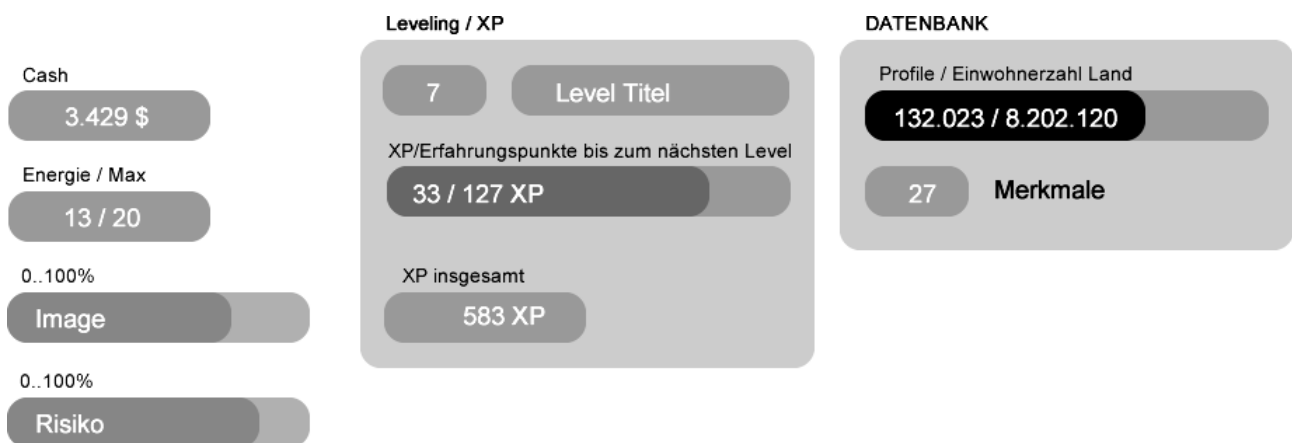 Cash
3.429 $
Energie / Max
13 / 20
0..100%
Image
0..100%
Risiko
Leveling / XP
7
Level Titel
XP/Erfahrungspunkte bis zum nächsten Level
33 / 127 XP
XP insgesamt
583 XP
DATENBANK
Profile / Einwohnerzahl Land
132.023 / 8.202.120
27
Merkmale